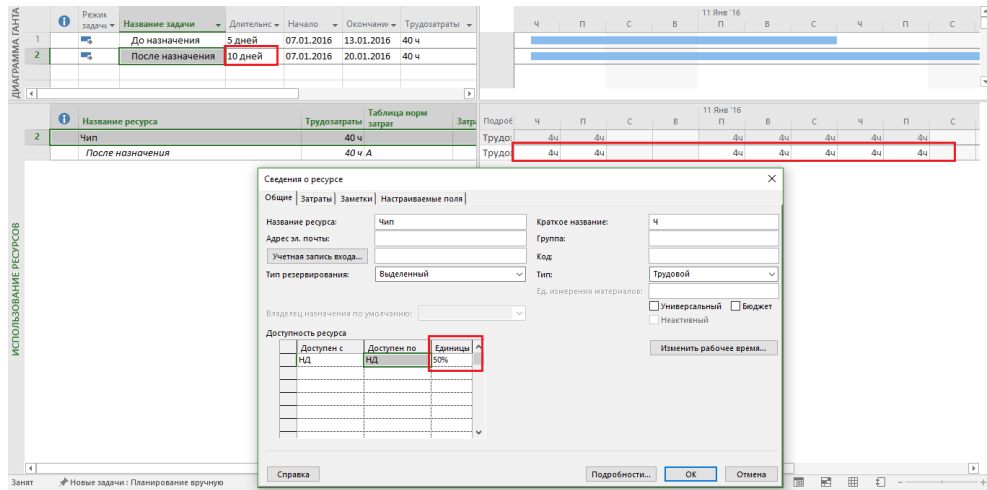 ДИАГРАММА ГАНТА
Режим задачи Название задачи Длительнс Начало Окончани Трудозатраты
11 Янв '16
Ч П С В П В С Ч П С
1 До назначения 5 дней 07.01.2016 13.01.2016 40 ч
2 После назначения 10 дней 07.01.2016 20.01.2016 40 ч
ИСПОЛЬЗОВАНИЕ РЕСУРСОВ
Название ресурса Трудозатраты Таблица норм затрат Затра Подроб
11 Янв '16
Ч П С В П В С Ч П С
2 Чип 40 ч Трудо: 4ч 4ч 4ч 4ч 4ч 4ч 4ч
После назначения 40 ч A Трудо: 4ч 4ч 4ч 4ч 4ч 4ч 4ч
Сведения о ресурсе
Общие Затраты Заметки Настраиваемые поля
Название ресурса: Чип Краткое название: Ч
Адрес эл. почты: Группа:
Учетная запись входа... Код:
Тип резервирования: Выделенный Тип: Трудовой
Ед. измерения материалов:
Универсальный Бюджет
Владелец назначения по умолчанию: Неактивный
Доступность ресурса
Доступен с Доступен по Единицы
НД НД 50%
Изменить рабочее время...
Справка Подробности... ОК Отмена
Занят Новые задачи : Планирование вручную